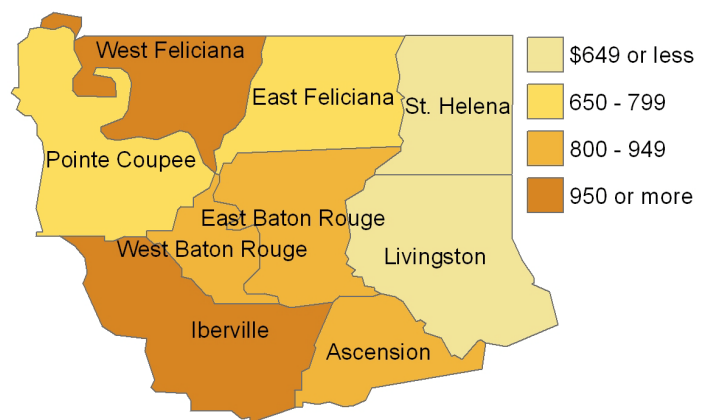 West Feliciana
East Feliciana
St. Helena
Pointe Coupee
East Baton Rouge
West Baton Rouge
Livingston
Iberville
Ascension
$649 or less
650 - 799
800 - 949
950 or more